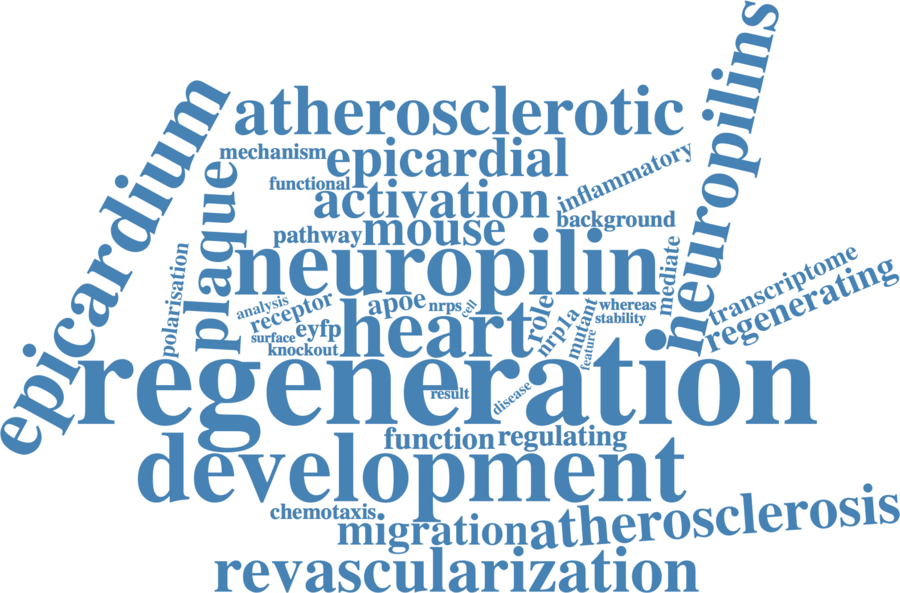 neuropilins
epicardium
atherosclerotic
mechanism
epicardial
inflammatory
functional
activation
background
plaque
pathway
mouse
neuropilin
mediate
polarisation
transcriptome
regenerating
analysis
receptor
apoe
nrps
cell
role
nrp1a
mutant
whereas
stability
surface
eyfp
heart
feature
knockout
regeneration
result
disease
function
regulating
development
chemotaxis
migration
atherosclerosis
revascularization